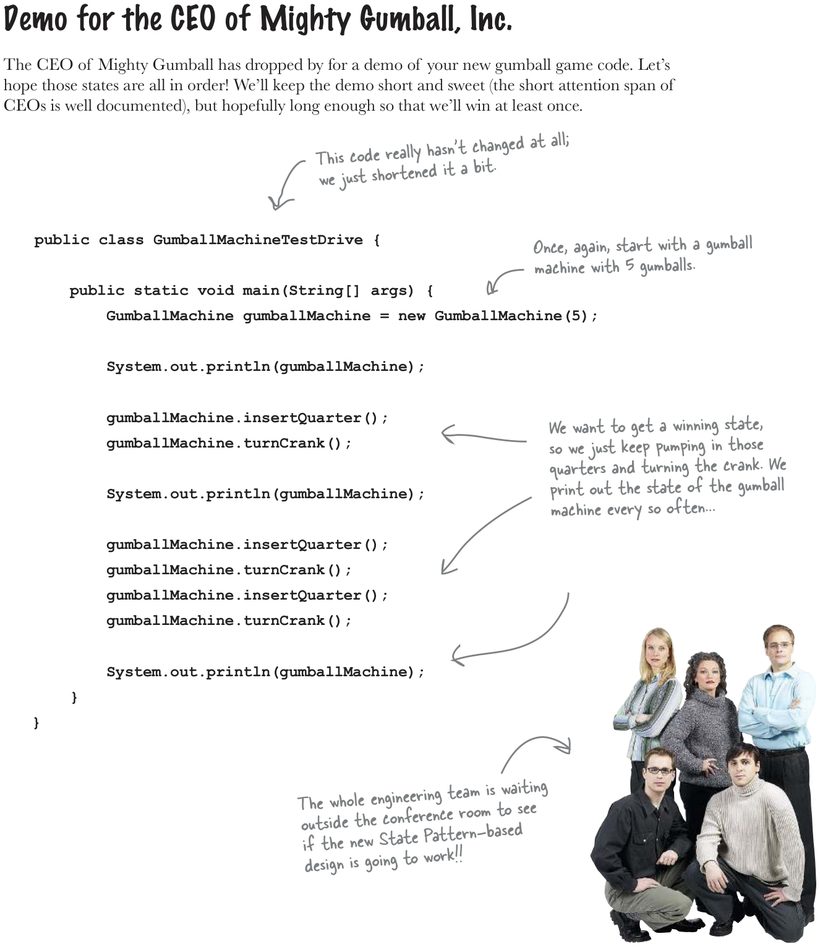 Demo for the CEO of Mighty Gumball, Inc.
The CEO of Mighty Gumball has dropped by for a demo of your new gumball game code. Let's
hope those states are all in order! We'll keep the demo short and sweet (the short attention span of
CEOs is well documented), but hopefully long enough so that we'll win at least once.
This code really hasn't changed at all;
we just shortened it a bit.
public class GumballMachineTestDrive {
Once, again, start with a gumball
machine with 5 gumballs.
public static void main(String[] args) {
GumballMachine gumballMachine = new GumballMachine(5);
System.out.println(gumballMachine);
gumballMachine.insertQuarter();
gumballMachine.turnCrank();
We want to get a winning state,
so we just keep pumping in those
quarters and turning the crank. We
print out the state of the gumball
machine every so often...
System.out.println(gumballMachine);
gumballMachine.insertQuarter();
gumballMachine.turnCrank();
gumballMachine.insertQuarter();
gumballMachine.turnCrank();
System.out.println(gumballMachine);
}
}
The whole engineering team is waiting
outside the conference room to see
if the new State Pattern-based
design is going to work!!